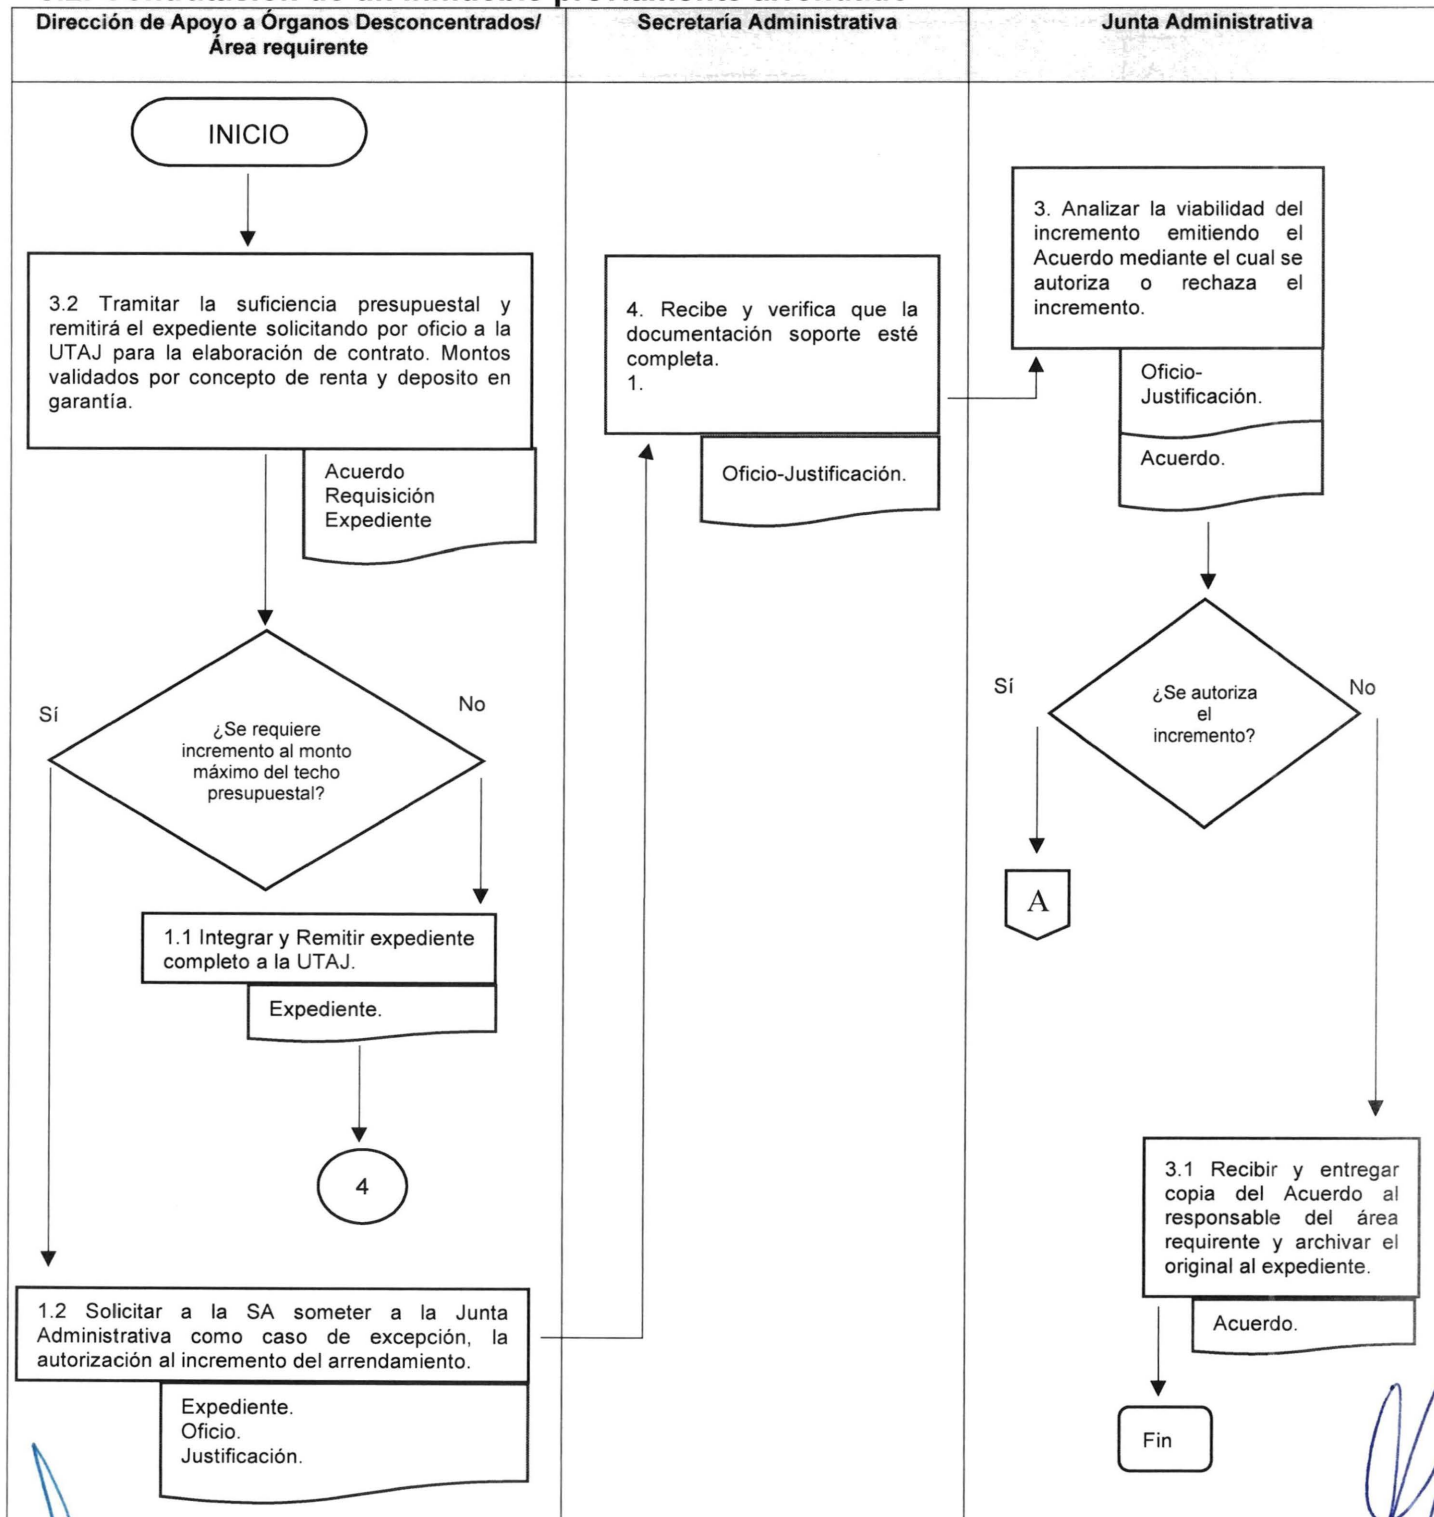 Dirección de Apoyo a Órganos Desconcentrados/
Área requirente
Secretaría Administrativa
Junta Administrativa
INICIO
3.2 Tramitar la suficiencia presupuestal y
remitirá el expediente solicitando por oficio a la
UTAJ para la elaboración de contrato. Montos
validados por concepto de renta y deposito en
garantía.
Acuerdo
Requisición
Expediente
¿Se requiere
incremento al monto
máximo del techo
presupuestal?
Sí
No
1.1 Integrar y Remitir expediente
completo a la UTAJ.
Expediente.
4
1.2 Solicitar a la SA someter a la Junta
Administrativa como caso de excepción, la
autorización al incremento del arrendamiento.
Expediente.
Oficio.
Justificación.
4. Recibe y verifica que la
documentación soporte esté
completa.
1.
Oficio-Justificación.
3. Analizar la viabilidad del
incremento emitiendo el
Acuerdo mediante el cual se
autoriza o rechaza el
incremento.
Oficio-
Justificación.
Acuerdo.
¿Se autoriza
el
incremento?
Sí
No
A
3.1 Recibir y entregar
copia del Acuerdo al
responsable del área
requirente y archivar el
original al expediente.
Acuerdo.
Fin